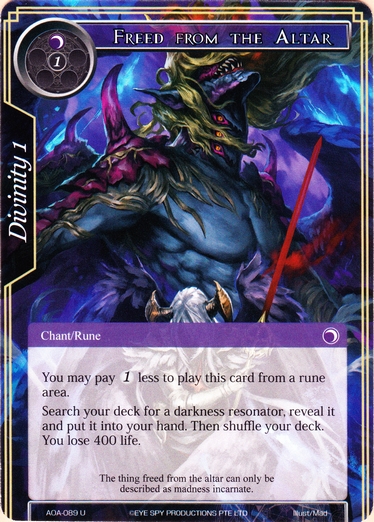 1
FREED FROM THE ALTAR
Divinity 1
Chant/Rune
You may pay 1 less to play this card from a rune
area.
Search your deck for a darkness resonator, reveal it
and put it into your hand. Then shuffle your deck.
You lose 400 life.
The thing freed from the altar can only be
described as madness incarnate.
AOA-089 U ©EYE SPY PRODUCTIONS PTE LTD Illust/Mad